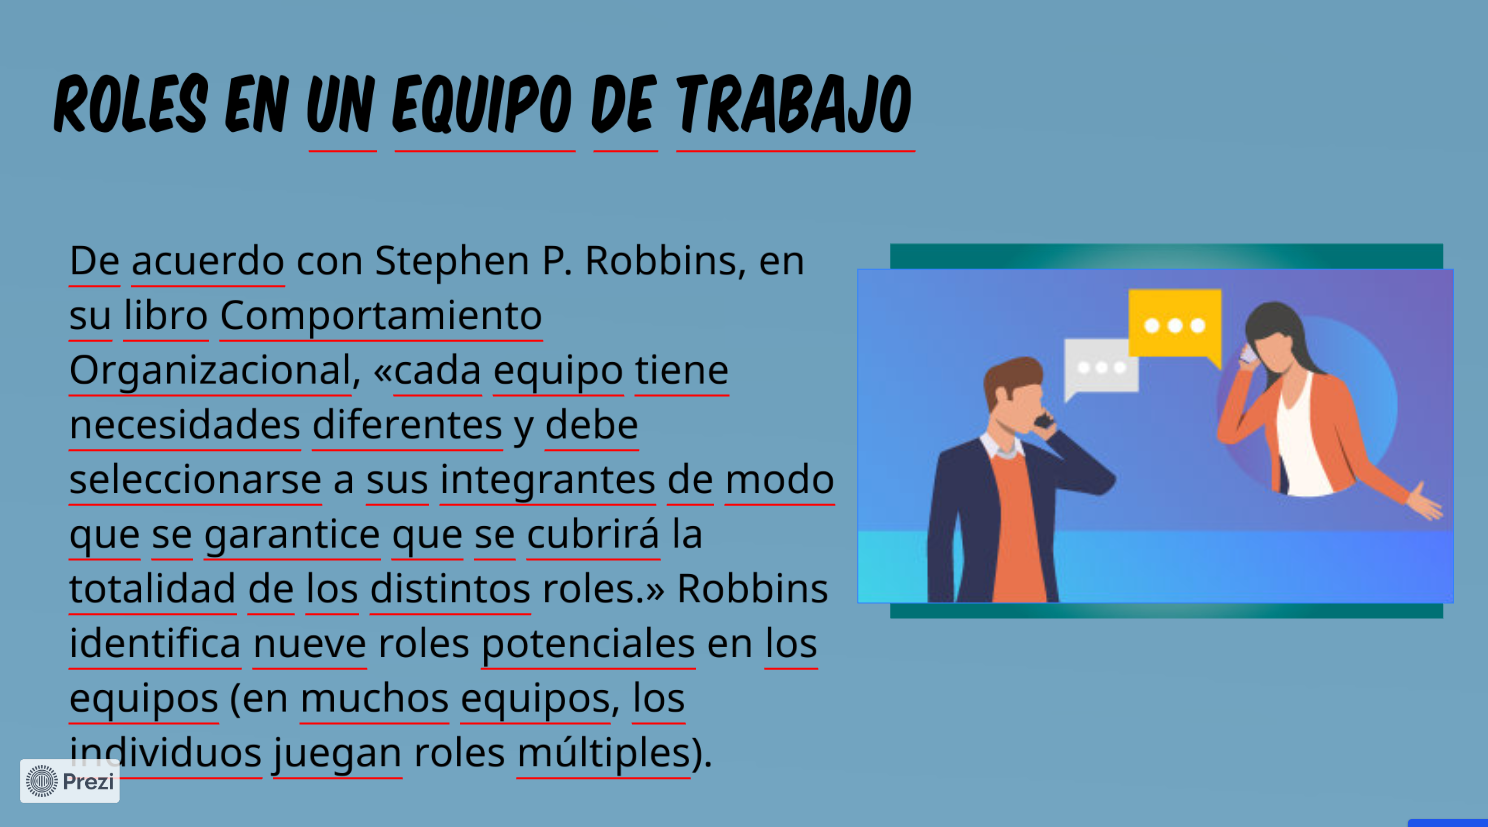 ROLES EN UN EQUIPO DE TRABAJO
De acuerdo con Stephen P. Robbins, en
su libro Comportamiento
Organizacional, «cada equipo tiene
necesidades diferentes y debe
seleccionarse a sus integrantes de modo
que se garantice que se cubrirá la
totalidad de los distintos roles.» Robbins
identifica nueve roles potenciales en los
equipos (en muchos equipos, los
individuos juegan roles múltiples).
Prezi